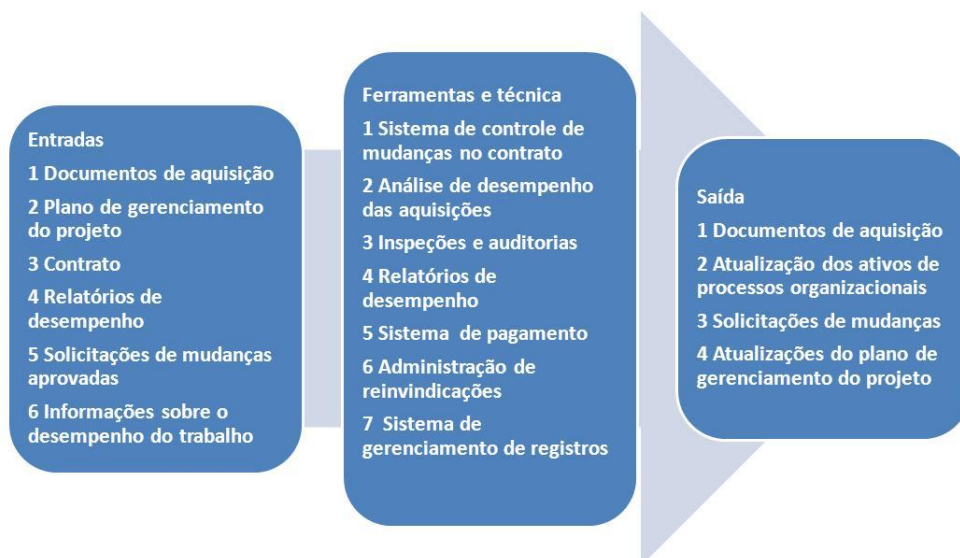 Entradas
1 Documentos de aquisição
2 Plano de gerenciamento
do projeto
3 Contrato
4 Relatórios de
desempenho
5 Solicitações de mudanças
aprovadas
6 Informações sobre o
desempenho do trabalho
Ferramentas e técnica
1 Sistema de controle de
mudanças no contrato
2 Análise de desempenho
das aquisições
3 Inspeções e auditorias
4 Relatórios de
desempenho
5 Sistema de pagamento
6 Administração de
reinvindicações
7 Sistema de
gerenciamento de registros
Saída
1 Documentos de aquisição
2 Atualização dos ativos de
processos organizacionais
3 Solicitações de mudanças
4 Atualizações do plano de
gerenciamento do projeto